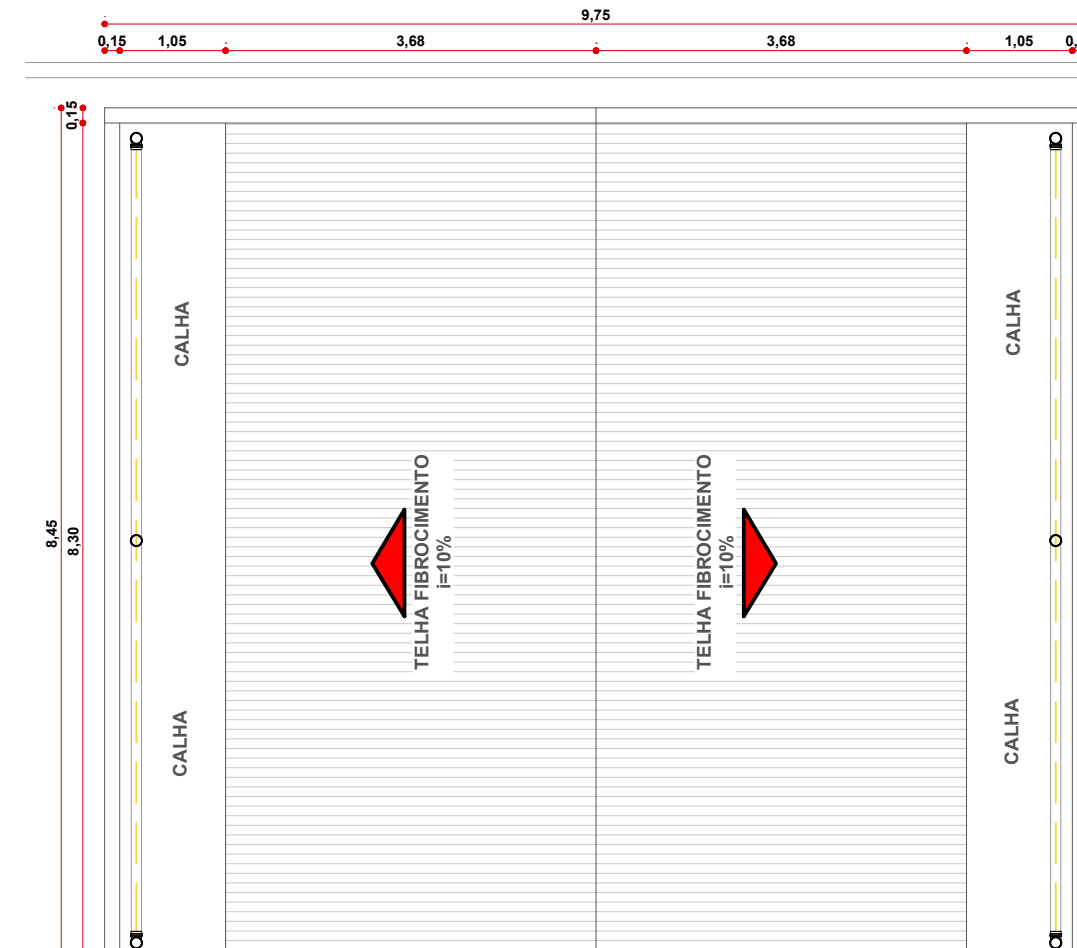 9,75
0,15 1,05 3,68 3,68 1,05 0,
0,15
CALHA
CALHA
TELHA FIBROCIMENTO
i=10%
TELHA FIBROCIMENTO
i=10%
8,45
8,30
CALHA
CALHA